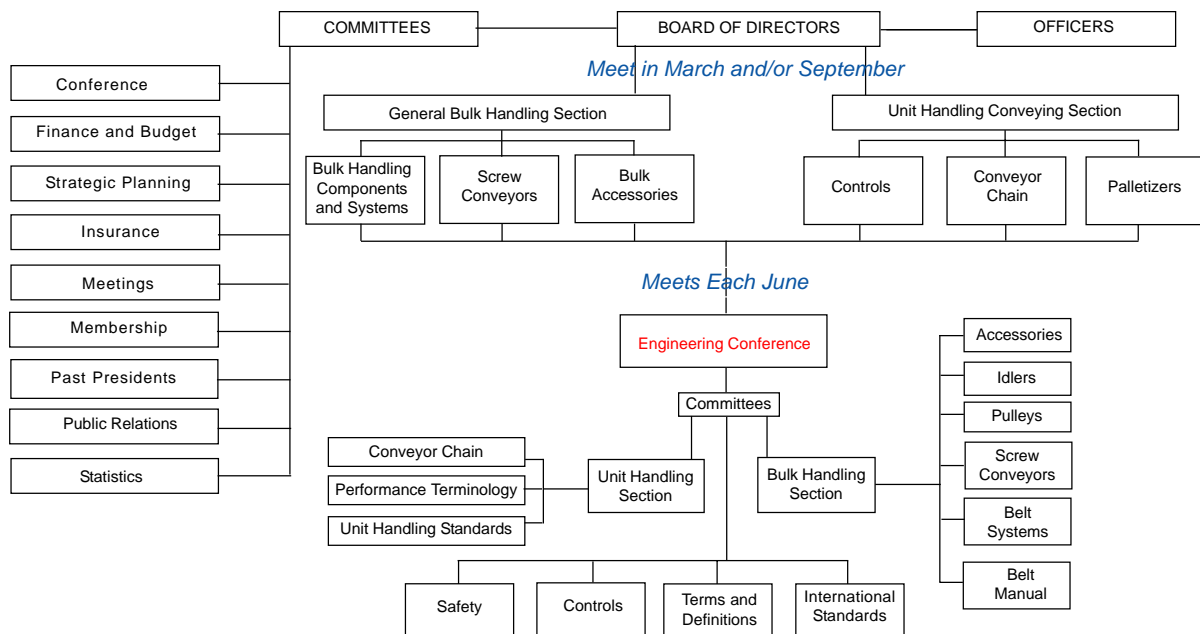 COMMITTEES
BOARD OF DIRECTORS
OFFICERS
Meet in March and/or September
Conference
Finance and Budget
Strategic Planning
Insurance
Meetings
Membership
Past Presidents
Public Relations
Statistics
General Bulk Handling Section
Bulk Handling
Components
and Systems
Screw
Conveyors
Bulk
Accessories
Unit Handling Conveying Section
Controls
Conveyor
Chain
Palletizers
Meets Each June
Engineering Conference
Committees
Unit Handling
Section
Conveyor Chain
Performance Terminology
Unit Handling Standards
Bulk Handling
Section
Accessories
Idlers
Pulleys
Screw
Conveyors
Belt
Systems
Belt
Manual
Safety
Controls
Terms and
Definitions
International
Standards